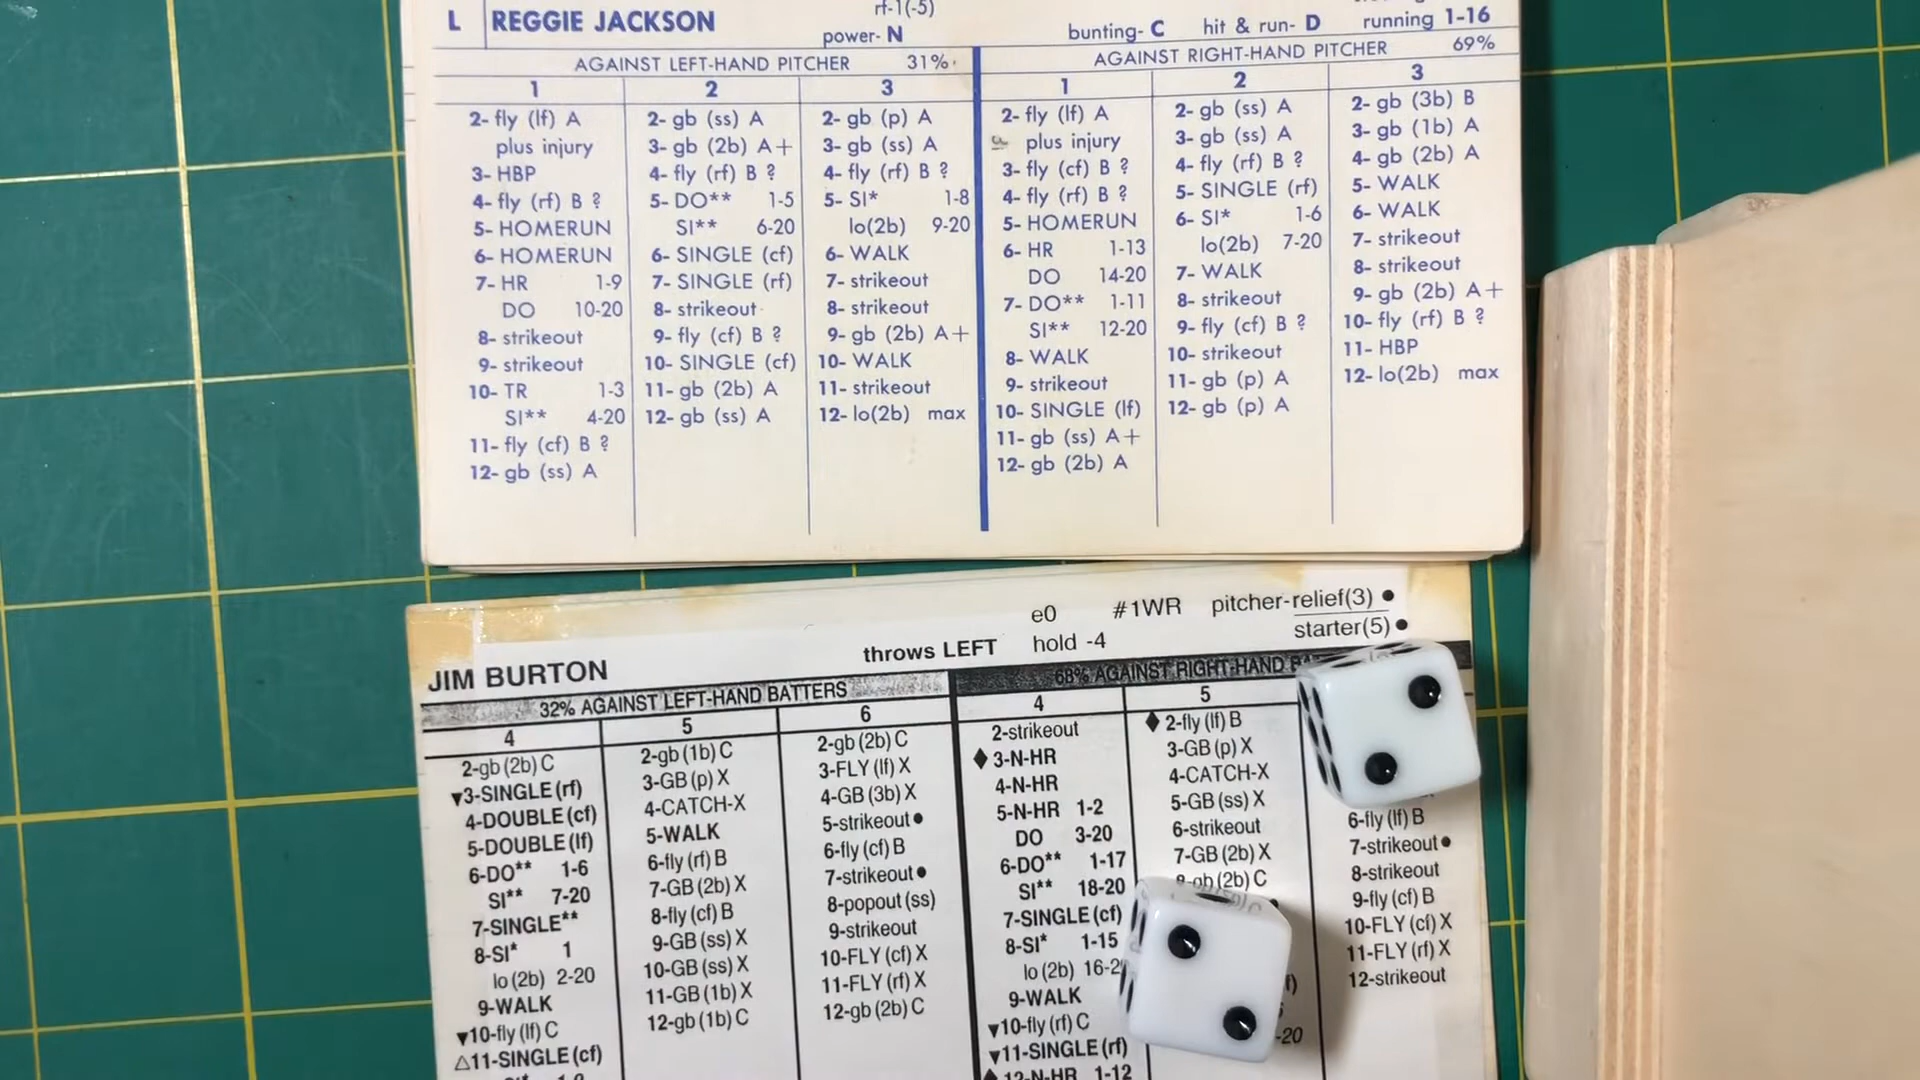 L REGGIE JACKSON rf-1(-5)
power- N bunting- C hit & run- D running 1-16
AGAINST LEFT-HAND PITCHER 31% AGAINST RIGHT-HAND PITCHER 69%
1 2 3 1 2 3
2- fly (lf) A
plus injury
3- HBP
4- fly (rf) B ?
5- HOMERUN
6- HOMERUN
7- HR 1-9
DO 10-20
8- strikeout
9- strikeout
10- TR 1-3
SI** 4-20
11- fly (cf) B ?
12- gb (ss) A
2- gb (ss) A
3- gb (2b) A+
4- fly (rf) B ?
5- DO** 1-5
SI** 6-20
6- SINGLE (cf)
7- SINGLE (rf)
8- strikeout
9- fly (cf) B ?
10- SINGLE (cf)
11- gb (2b) A
12- gb (ss) A
2- gb (p) A
3- gb (ss) A
4- fly (rf) B ?
5- SI* 1-8
lo(2b) 9-20
6- WALK
7- strikeout
8- strikeout
9- gb (2b) A+
10- WALK
11- strikeout
12- lo(2b) max
2- fly (lf) A
plus injury
3- fly (cf) B ?
4- fly (rf) B ?
5- HOMERUN
6- HR 1-13
DO 14-20
7- DO** 1-11
SI** 12-20
8- WALK
9- strikeout
10- SINGLE (lf)
11- gb (ss) A+
12- gb (2b) A
2- gb (ss) A
3- gb (ss) A
4- fly (rf) B ?
5- SINGLE (rf)
6- SI* 1-6
lo(2b) 7-20
7- WALK
8- strikeout
9- fly (cf) B ?
10- strikeout
11- gb (p) A
12- gb (p) A
2- gb (3b) B
3- gb (1b) A
4- gb (2b) A
5- WALK
6- WALK
7- strikeout
8- strikeout
9- gb (2b) A+
10- fly (rf) B ?
11- HBP
12- lo(2b) max
e0 #1WR pitcher-relief(3) ●
JIM BURTON throws LEFT hold -4 starter(5) ●
32% AGAINST LEFT-HAND BATTERS 68% AGAINST RIGHT-HAND
4 5 6 4 5
2-gb (2b) C
▼3-SINGLE (rf)
4-DOUBLE (cf)
5-DOUBLE (lf)
6-DO** 1-6
SI** 7-20
7-SINGLE**
8-SI* 1
lo (2b) 2-20
9-WALK
▼10-fly (lf) C
△11-SINGLE (cf)
2-gb (1b) C
3-GB (p) X
4-CATCH-X
5-WALK
6-fly (rf) B
7-GB (2b) X
8-fly (cf) B
9-GB (ss) X
10-GB (ss) X
11-GB (1b) X
12-gb (1b) C
2-gb (2b) C
3-FLY (lf) X
4-GB (3b) X
5-strikeout ●
6-fly (cf) B
7-strikeout ●
8-popout (ss)
9-strikeout
10-FLY (cf) X
11-FLY (rf) X
12-gb (2b) C
2-strikeout
♦ 3-N-HR
4-N-HR
5-N-HR 1-2
DO 3-20
6-DO** 1-17
SI** 18-20
7-SINGLE (cf)
8-SI* 1-15
lo (2b)
9-WALK
▼10-fly (rf) C
▼11-SINGLE (rf)
♦ 12-N-HR 1-12
♦ 2-fly (lf) B
3-GB (p) X
4-CATCH-X
5-GB (ss) X
6-strikeout
7-GB (2b) X
8-gb (2b) C
-20
6-fly (lf) B
7-strikeout ●
8-strikeout
9-fly (cf) B
10-FLY (cf) X
11-FLY (rf) X
12-strikeout